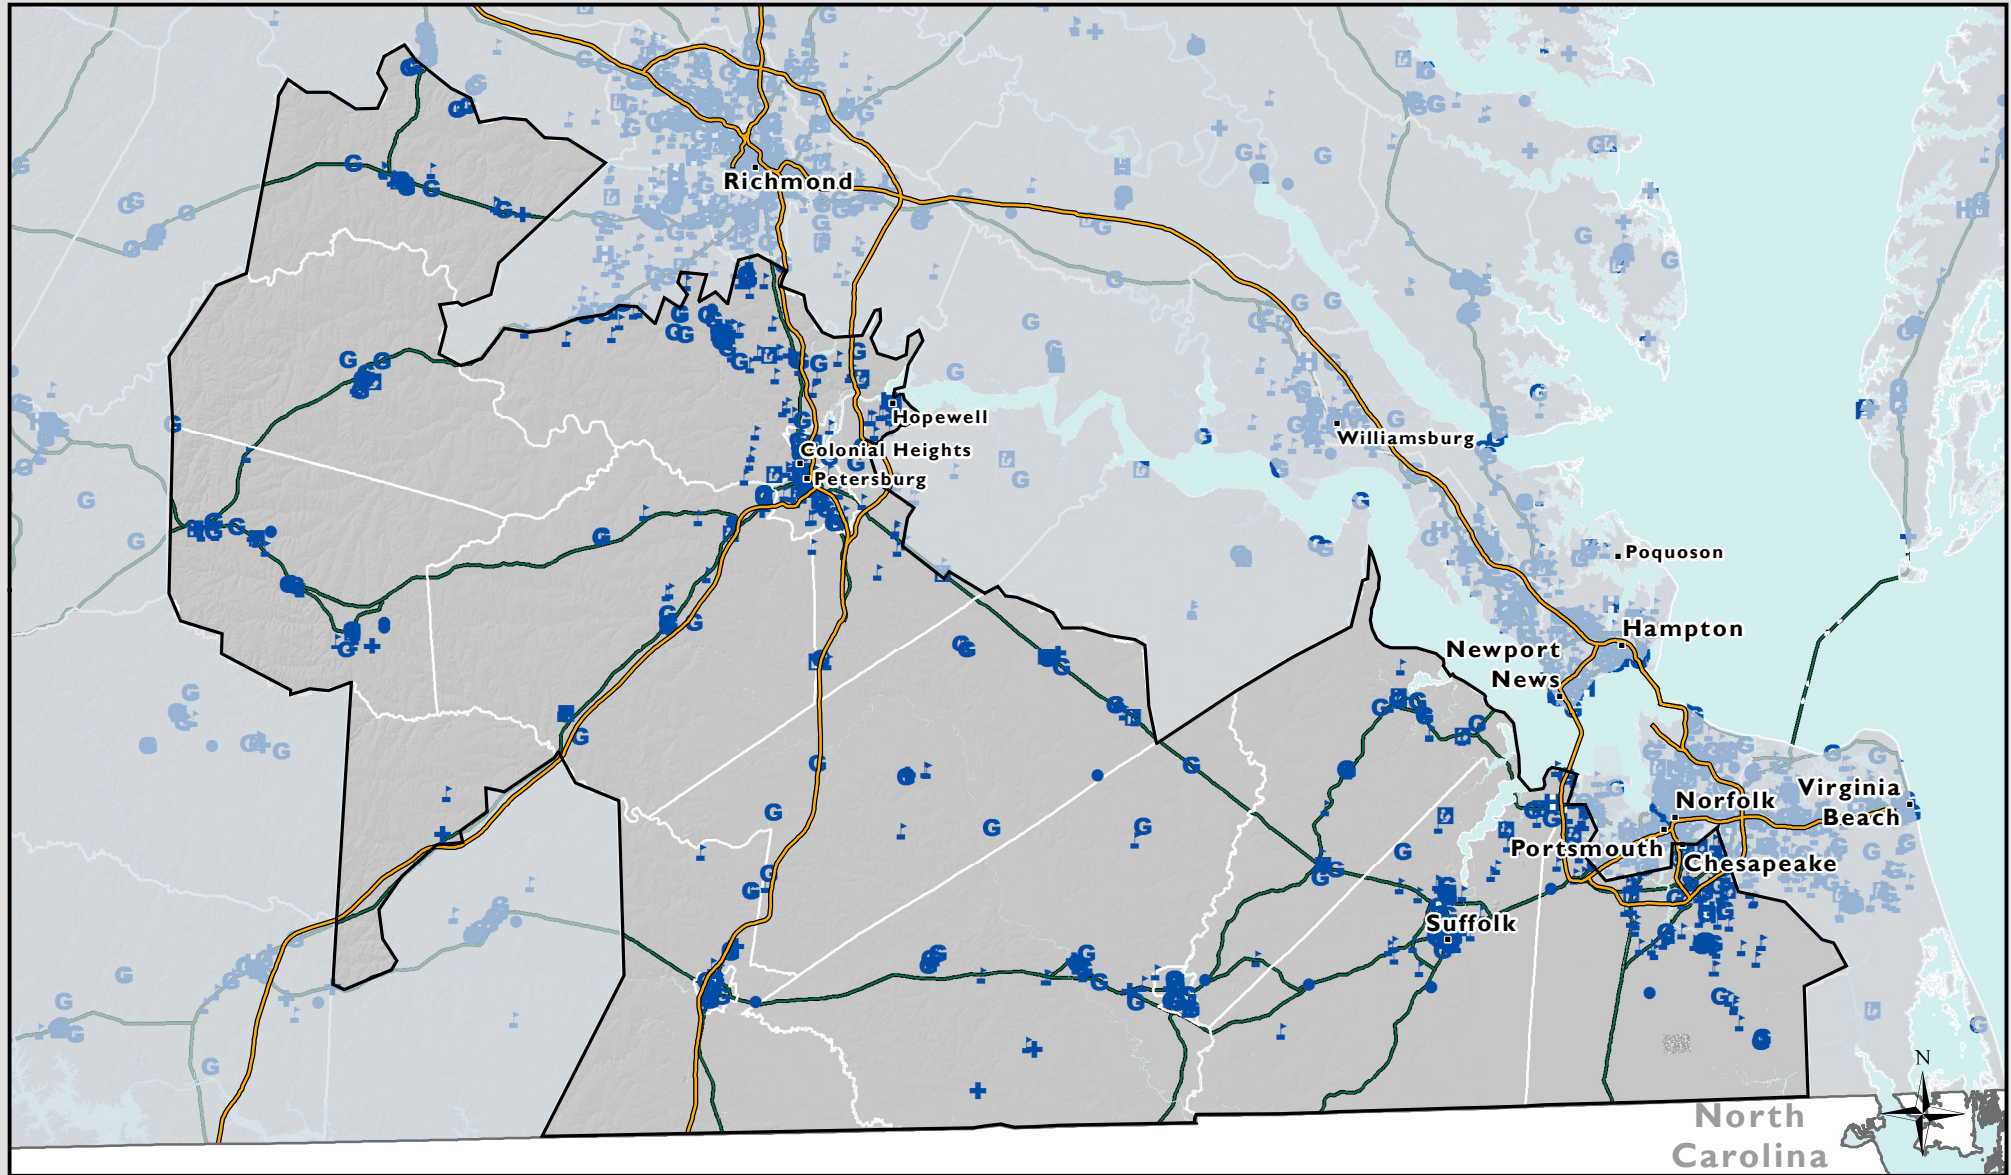 Richmond
Hopewell
Colonial Heights
Petersburg
Williamsburg
Poquoson
Hampton
Newport
News
Virginia
Beach
Norfolk
Portsmouth
Chesapeake
Suffolk
N
North
Carolina